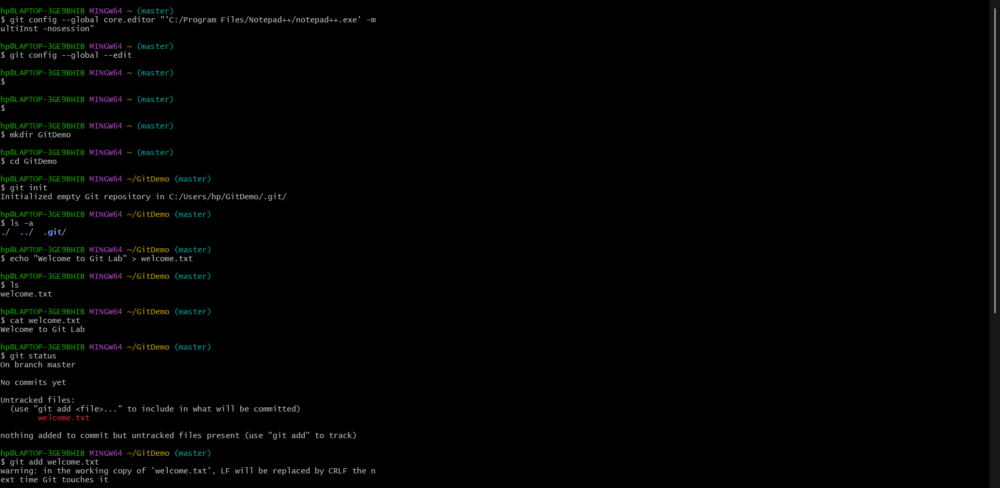 hp@LAPTOP-3GE9BHIB MINGW64 ~ (master)
$ git config --global core.editor "'C:/Program Files/Notepad++/notepad++.exe' -m
ultiInst -nosession"
hp@LAPTOP-3GE9BHIB MINGW64 ~ (master)
$ git config --global --edit
hp@LAPTOP-3GE9BHIB MINGW64 ~ (master)
$
hp@LAPTOP-3GE9BHIB MINGW64 ~ (master)
$
hp@LAPTOP-3GE9BHIB MINGW64 ~ (master)
$ mkdir GitDemo
hp@LAPTOP-3GE9BHIB MINGW64 ~ (master)
$ cd GitDemo
hp@LAPTOP-3GE9BHIB MINGW64 ~/GitDemo (master)
$ git init
Initialized empty Git repository in C:/Users/hp/GitDemo/.git/
hp@LAPTOP-3GE9BHIB MINGW64 ~/GitDemo (master)
$ ls -a
./  ../  .git/
hp@LAPTOP-3GE9BHIB MINGW64 ~/GitDemo (master)
$ echo "Welcome to Git Lab" > welcome.txt
hp@LAPTOP-3GE9BHIB MINGW64 ~/GitDemo (master)
$ ls
welcome.txt
hp@LAPTOP-3GE9BHIB MINGW64 ~/GitDemo (master)
$ cat welcome.txt
Welcome to Git Lab
hp@LAPTOP-3GE9BHIB MINGW64 ~/GitDemo (master)
$ git status
On branch master
No commits yet
Untracked files:
  (use "git add <file>..." to include in what will be committed)
        welcome.txt
nothing added to commit but untracked files present (use "git add" to track)
hp@LAPTOP-3GE9BHIB MINGW64 ~/GitDemo (master)
$ git add welcome.txt
warning: in the working copy of 'welcome.txt', LF will be replaced by CRLF the n
ext time Git touches it